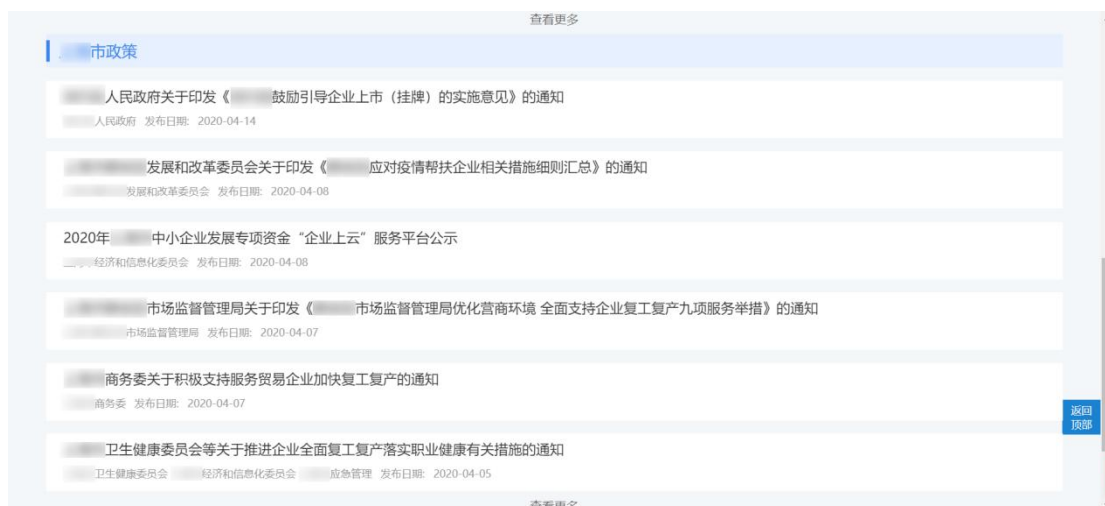 查看更多
市政策
人民政府关于印发《 鼓励引导企业上市（挂牌）的实施意见》的通知
人民政府 发布日期: 2020-04-14
发展和改革委员会关于印发《 应对疫情帮扶企业相关措施细则汇总》的通知
发展和改革委员会 发布日期: 2020-04-08
2020年 中小企业发展专项资金“企业上云”服务平台公示
经济和信息化委员会 发布日期: 2020-04-08
市场监督管理局关于印发《 市场监督管理局优化营商环境 全面支持企业复工复产九项服务举措》的通知
市场监督管理局 发布日期: 2020-04-07
商务委关于积极支持服务贸易企业加快复工复产的通知
商务委 发布日期: 2020-04-07
返回
顶部
卫生健康委员会等关于推进企业全面复工复产落实职业健康有关措施的通知
卫生健康委员会 经济和信息化委员会 应急管理 发布日期: 2020-04-05
查看更多